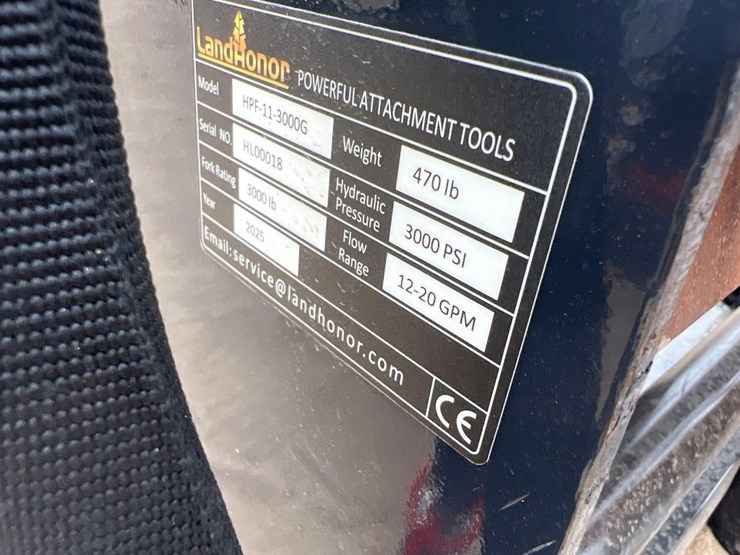 LandHonor POWERFUL ATTACHMENT TOOLS
Model HPF-11-3000G Weight 470 lb
Serial NO. HL00018 Hydraulic Pressure 3000 PSI
Fork Rating 3000 lb Flow Range 12-20 GPM
Year 2025
Email:service@landhonor.com CE